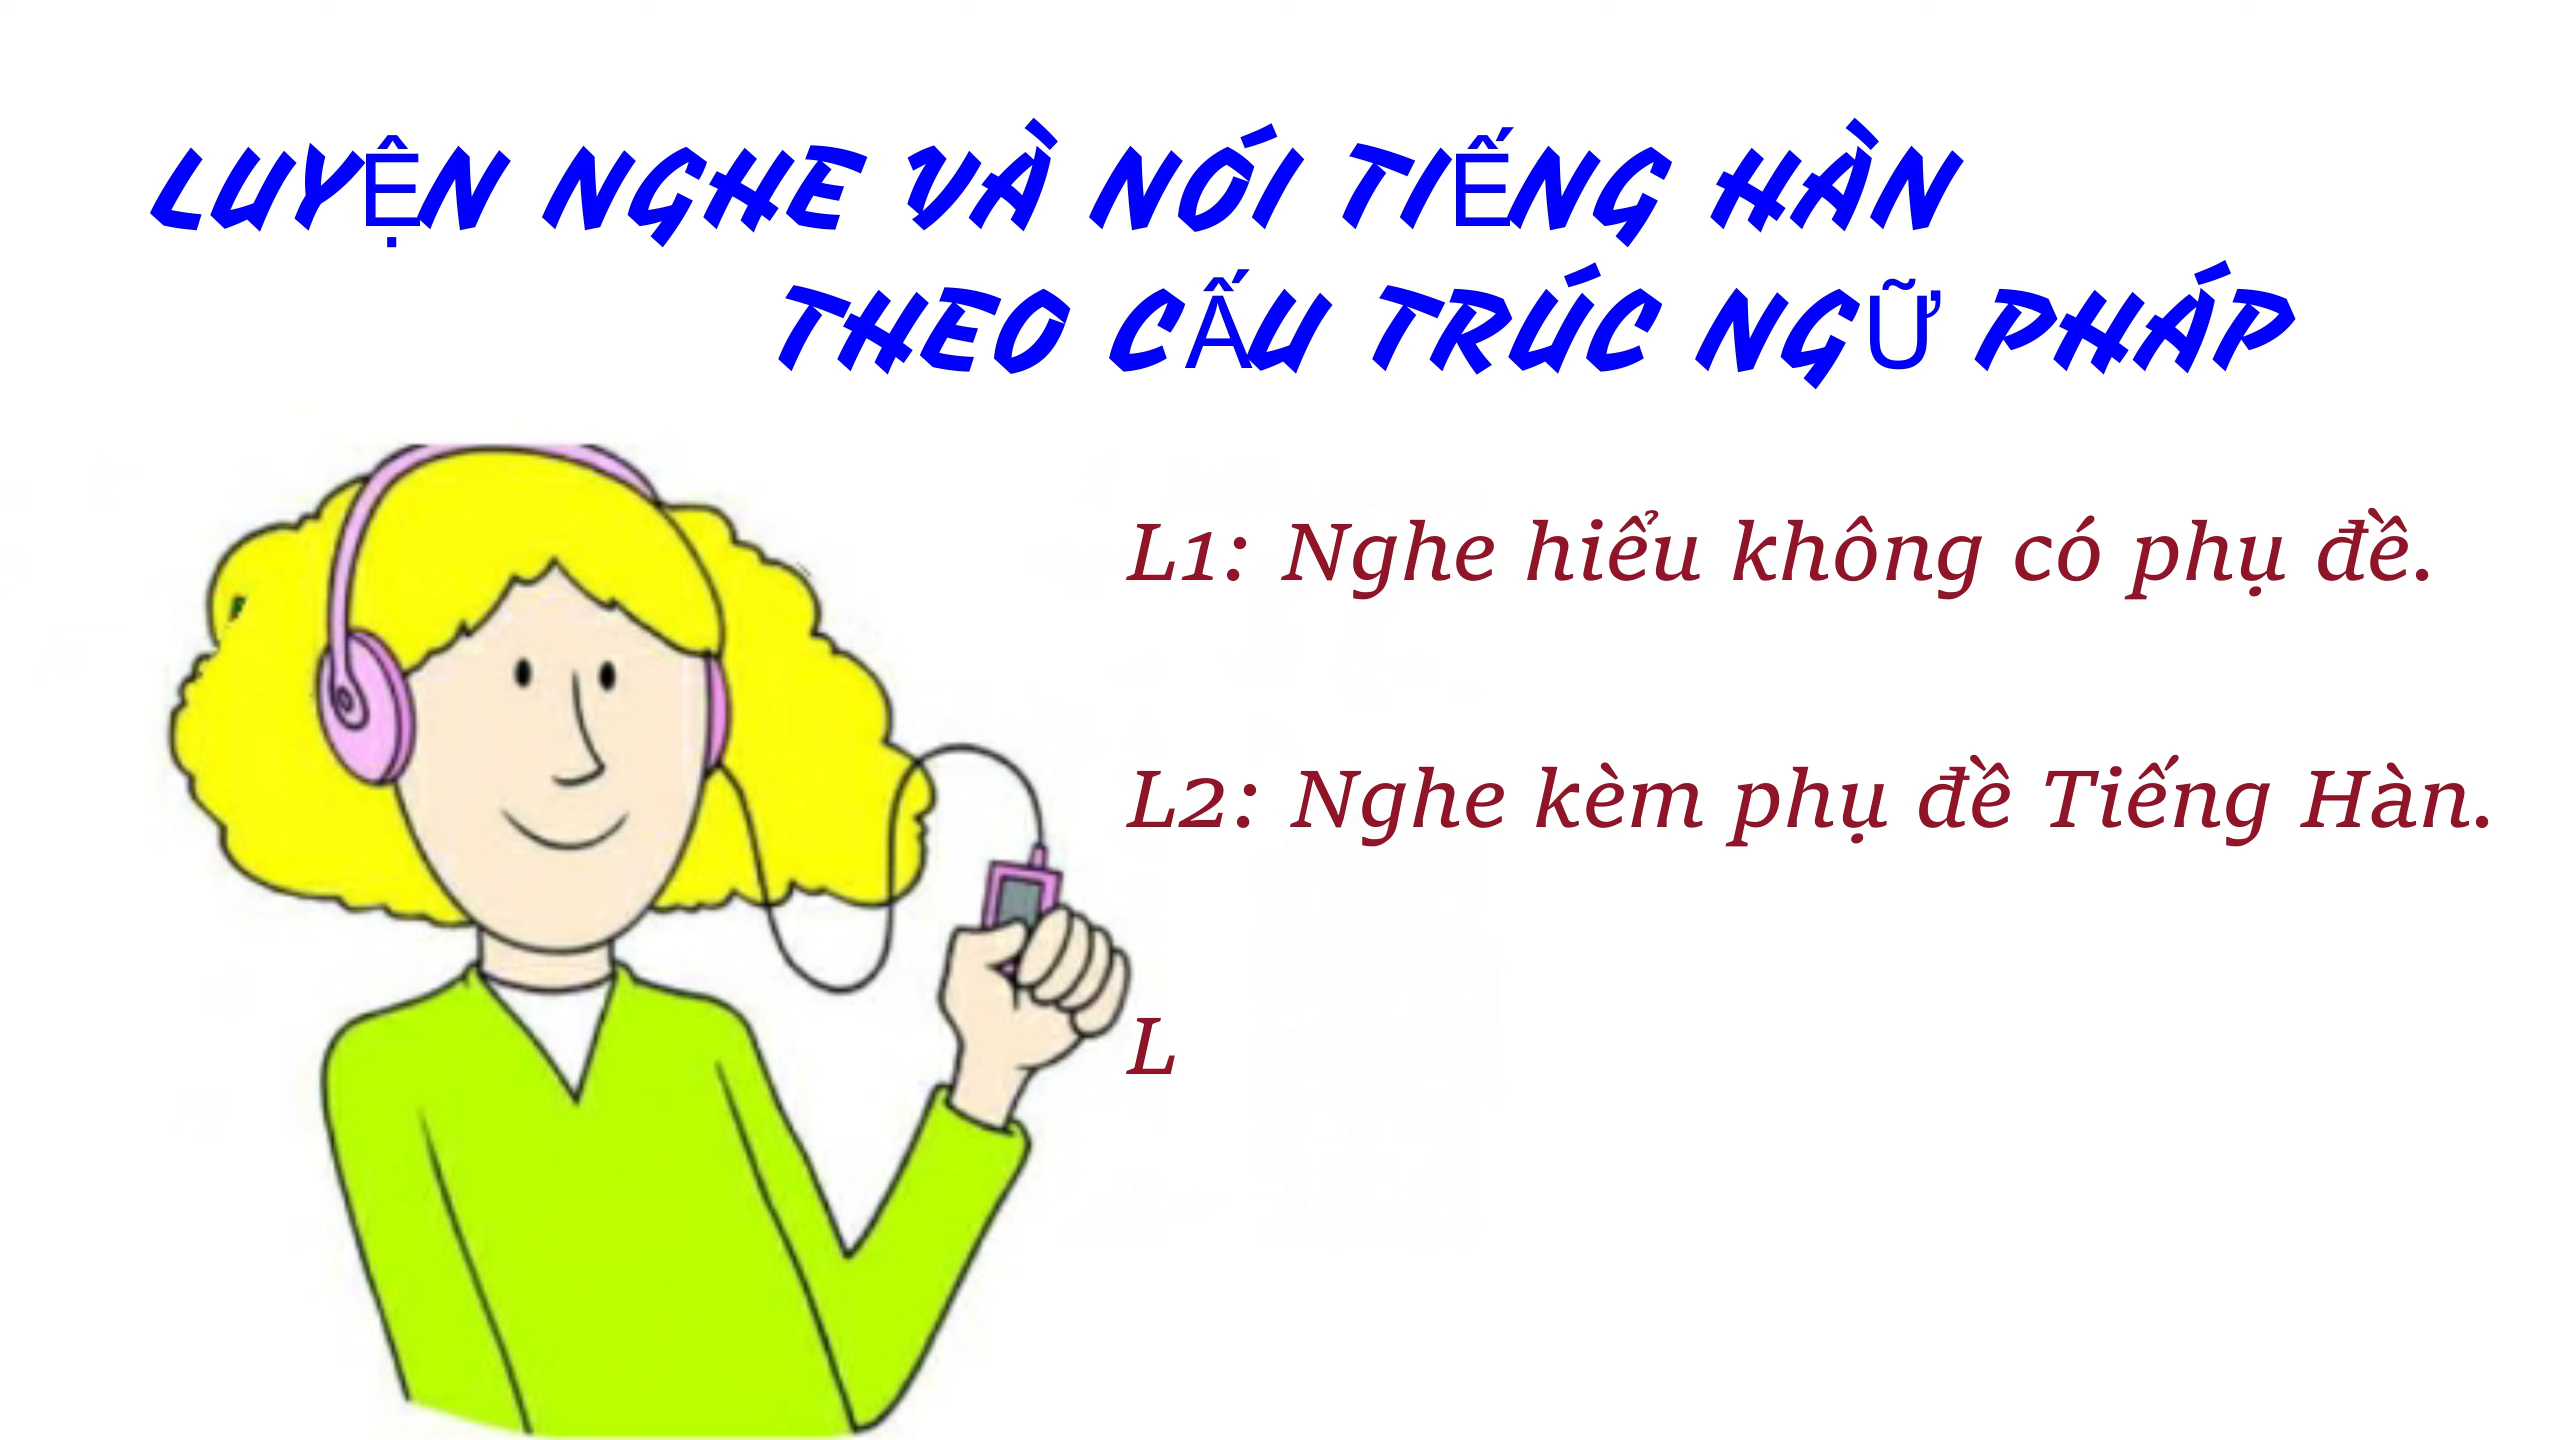 LUYỆN NGHE VÀ NÓI TIẾNG HÀN
THEO CẤU TRÚC NGỮ PHÁP
L1: Nghe hiểu không có phụ đề.
L2: Nghe kèm phụ đề Tiếng Hàn.
L